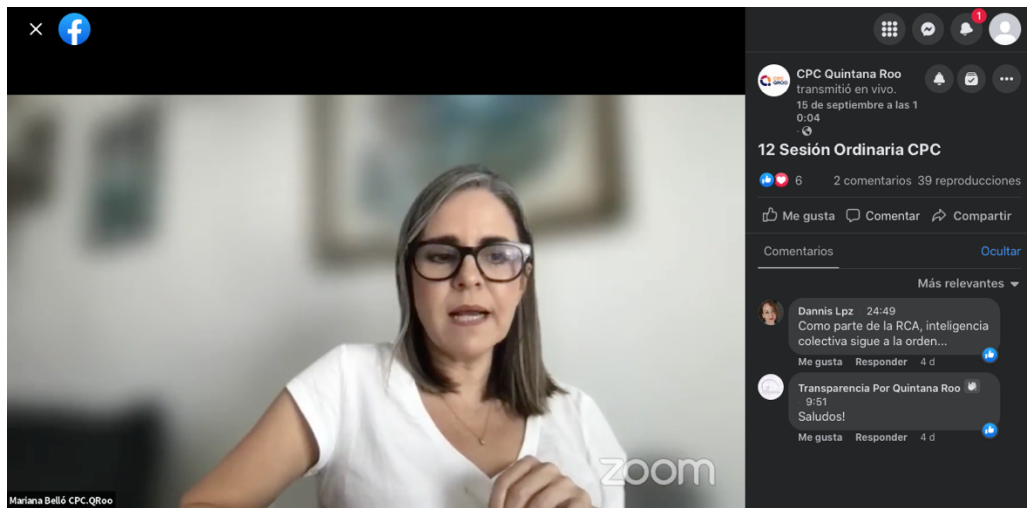 1
CPC Quintana Roo
transmitió en vivo.
15 de septiembre a las 1
0:04
12 Sesión Ordinaria CPC
6 2 comentarios 39 reproducciones
Me gusta Comentar Compartir
Comentarios Ocultar
Más relevantes
Dannis Lpz 24:49
Como parte de la RCA, inteligencia
colectiva sigue a la orden...
Me gusta Responder 4 d
Transparencia Por Quintana Roo
· 9:51
Saludos!
Me gusta Responder 4 d
zoom
Mariana Belló CPC.QRoo